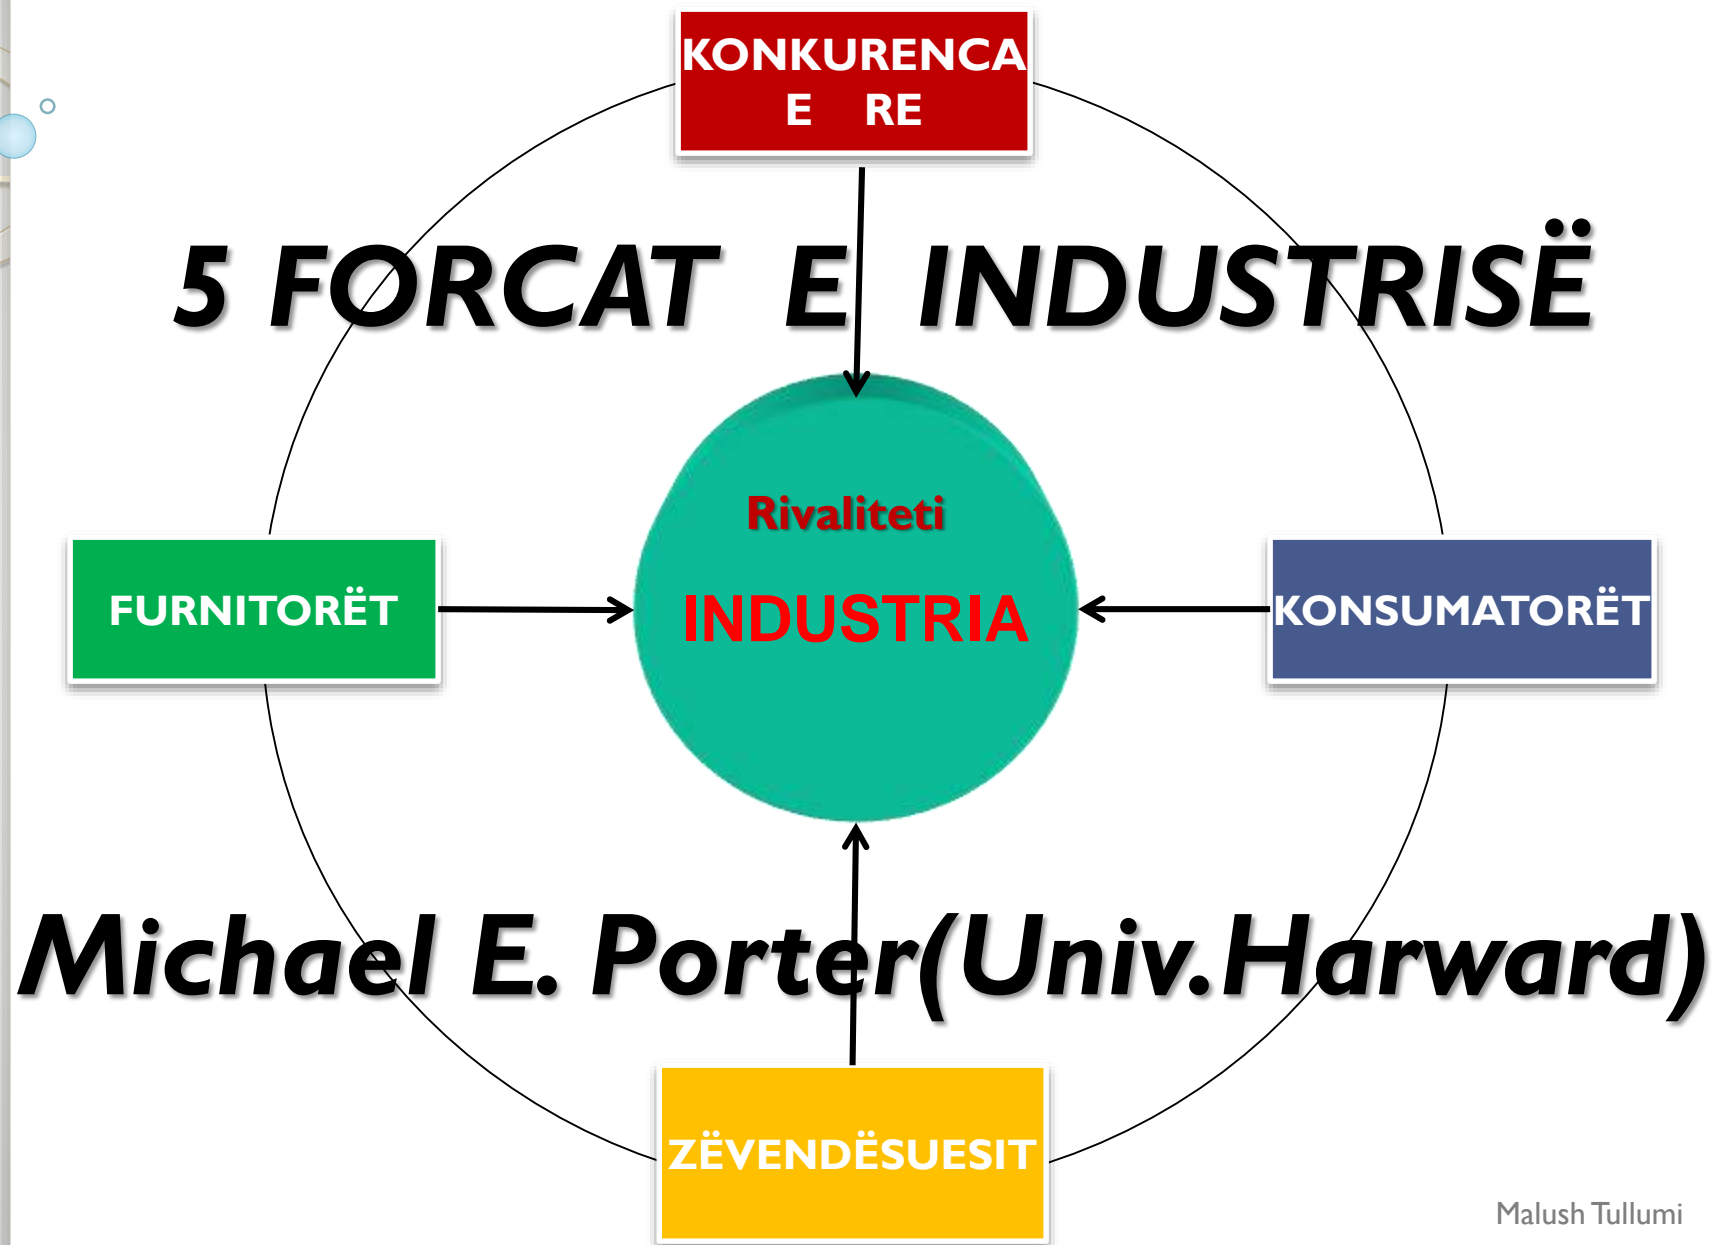 KONKURENCA
E RE
5 FORCAT E INDUSTRISË
Rivaliteti
INDUSTRIA
FURNITORËT
KONSUMATORËT
Michael E. Porter(Univ.Harward)
ZËVENDËSUESIT
Malush Tullumi